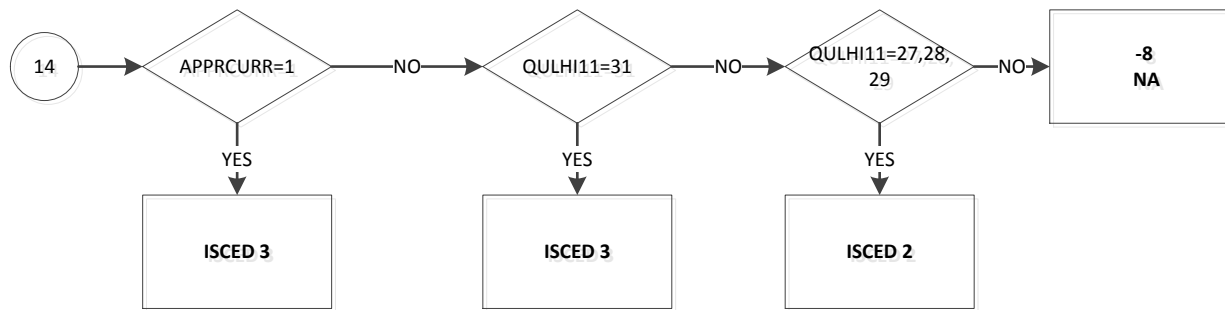 14
APPRCURR=1
NO
QULHI11=31
NO
QULHI11=27,28,
29
NO
-8
NA
YES
YES
YES
ISCED 3
ISCED 3
ISCED 2